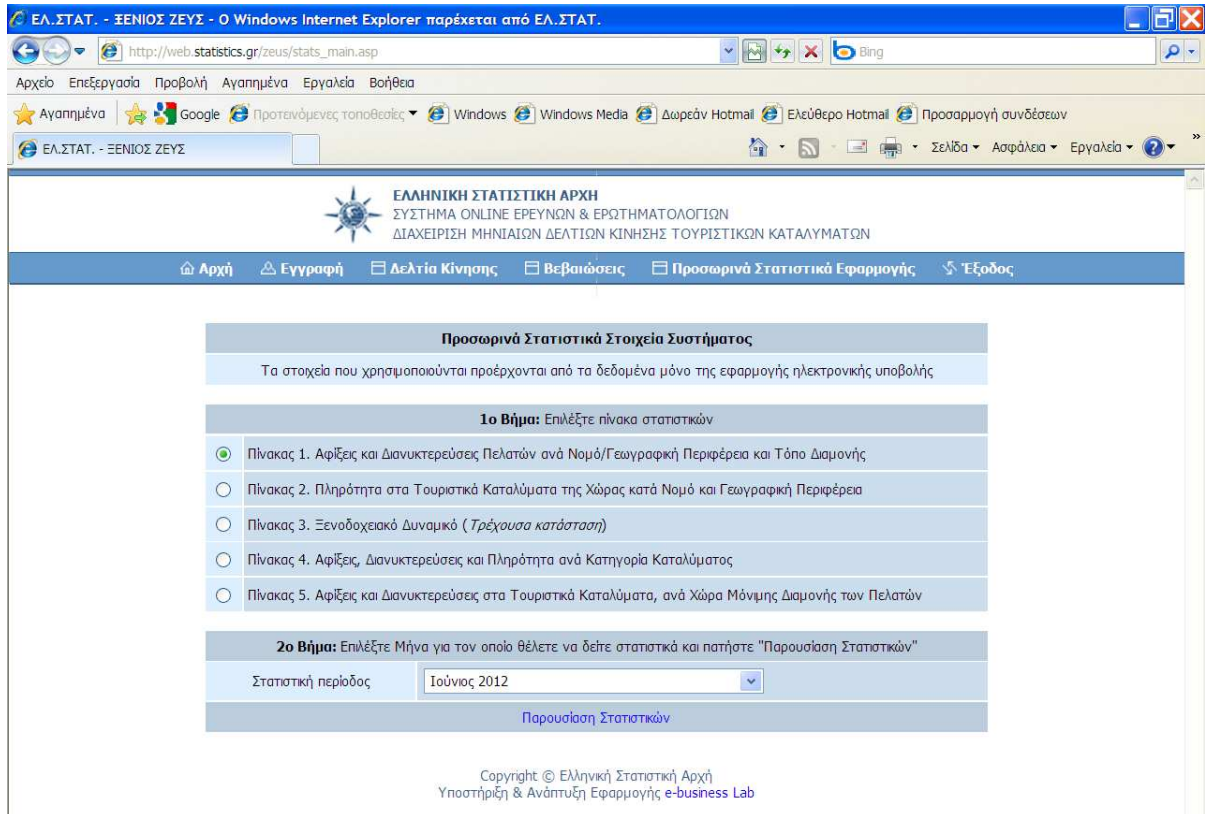 ΕΛ.ΣΤΑΤ. - ΞΕΝΙΟΣ ΖΕΥΣ - Ο Windows Internet Explorer παρέχεται από ΕΛ.ΣΤΑΤ.
http://web.statistics.gr/zeus/stats_main.asp
Bing
Αρχείο Επεξεργασία Προβολή Αγαπημένα Εργαλεία Βοήθεια
Αγαπημένα Google Προτεινόμενες τοποθεσίες Windows Windows Media Δωρεάν Hotmail Ελεύθερο Hotmail Προσαρμογή συνδέσεων
ΕΛ.ΣΤΑΤ. - ΞΕΝΙΟΣ ΖΕΥΣ Σελίδα Ασφάλεια Εργαλεία »
ΕΛΛΗΝΙΚΗ ΣΤΑΤΙΣΤΙΚΗ ΑΡΧΗ
ΣΥΣΤΗΜΑ ONLINE ΕΡΕΥΝΩΝ & ΕΡΩΤΗΜΑΤΟΛΟΓΙΩΝ
ΔΙΑΧΕΙΡΙΣΗ ΜΗΝΙΑΙΩΝ ΔΕΛΤΙΩΝ ΚΙΝΗΣΗΣ ΤΟΥΡΙΣΤΙΚΩΝ ΚΑΤΑΛΥΜΑΤΩΝ
Αρχή Εγγραφή Δελτία Κίνησης Βεβαιώσεις Προσωρινά Στατιστικά Εφαρμογής Έξοδος
Προσωρινά Στατιστικά Στοιχεία Συστήματος
Τα στοιχεία που χρησιμοποιούνται προέρχονται από τα δεδομένα μόνο της εφαρμογής ηλεκτρονικής υποβολής
1ο Βήμα: Επιλέξτε πίνακα στατιστικών
Πίνακας 1. Αφίξεις και Διανυκτερεύσεις Πελατών ανά Νομό/Γεωγραφική Περιφέρεια και Τόπο Διαμονής
Πίνακας 2. Πληρότητα στα Τουριστικά Καταλύματα της Χώρας κατά Νομό και Γεωγραφική Περιφέρεια
Πίνακας 3. Ξενοδοχειακό Δυναμικό (Τρέχουσα κατάσταση)
Πίνακας 4. Αφίξεις, Διανυκτερεύσεις και Πληρότητα ανά Κατηγορία Καταλύματος
Πίνακας 5. Αφίξεις και Διανυκτερεύσεις στα Τουριστικά Καταλύματα, ανά Χώρα Μόνιμης Διαμονής των Πελατών
2ο Βήμα: Επιλέξτε Μήνα για τον οποίο θέλετε να δείτε στατιστικά και πατήστε "Παρουσίαση Στατιστικών"
Στατιστική περίοδος Ιούνιος 2012
Παρουσίαση Στατιστικών
Copyright © Ελληνική Στατιστική Αρχή
Υποστήριξη & Ανάπτυξη Εφαρμογής e-business Lab